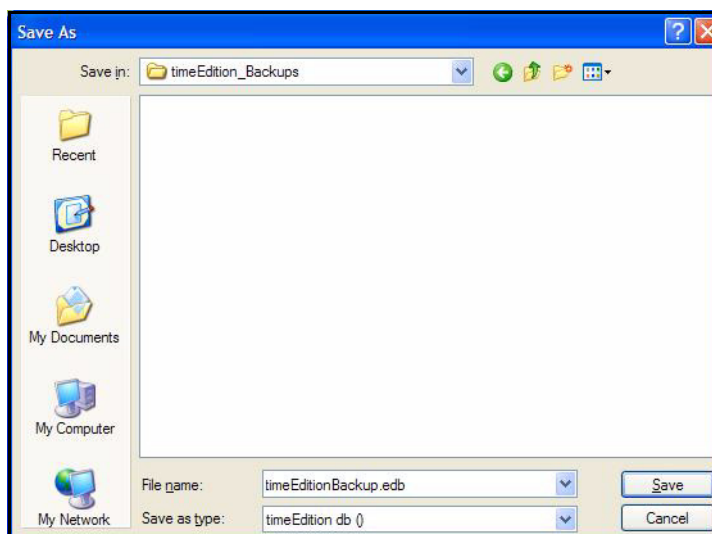 Save As
Save in: timeEdition_Backups
Recent
Desktop
My Documents
My Computer
My Network
File name: timeEditionBackup.edb Save
Save as type: timeEdition db () Cancel